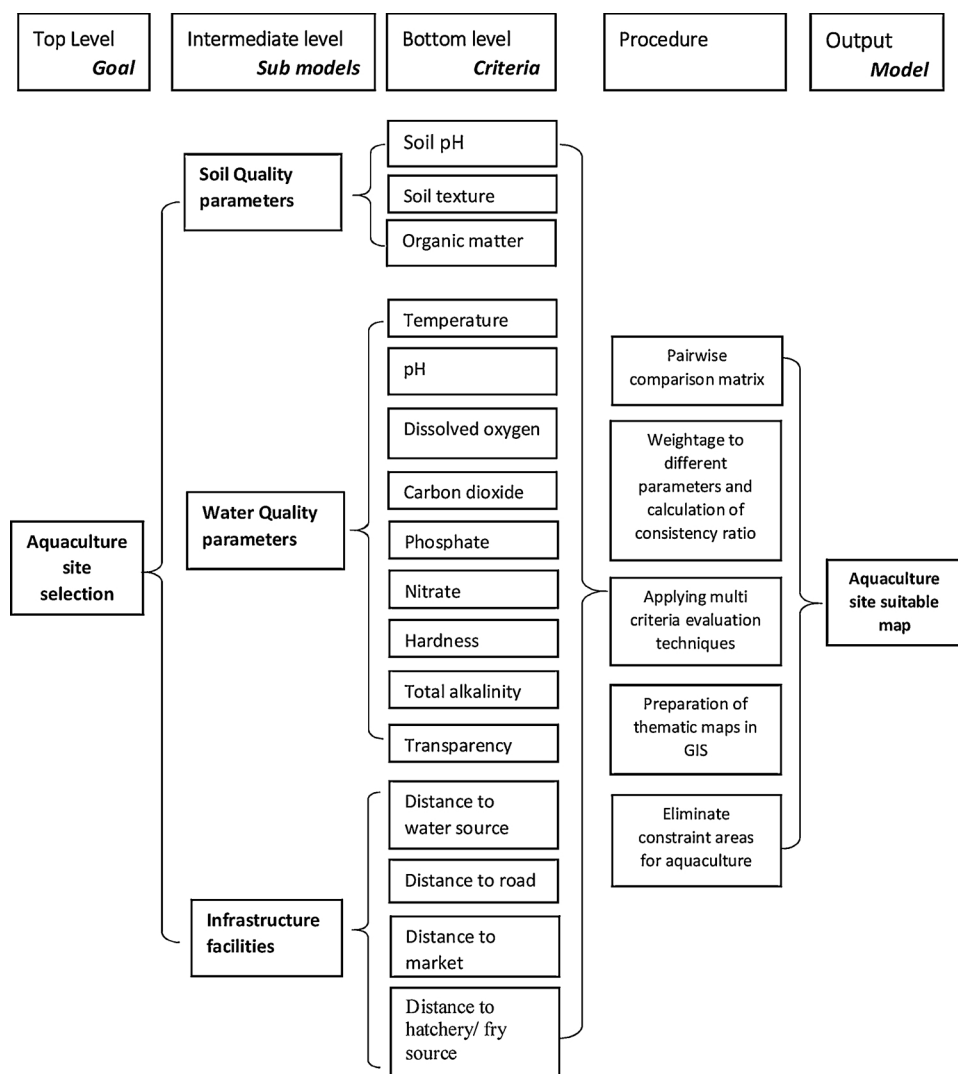 Top Level
Goal
Intermediate level
Sub models
Bottom level
Criteria
Procedure
Output
Model
Aquaculture
site
selection
Soil Quality
parameters
Water Quality
parameters
Infrastructure
facilities
Soil pH
Soil texture
Organic matter
Temperature
pH
Dissolved oxygen
Carbon dioxide
Phosphate
Nitrate
Hardness
Total alkalinity
Transparency
Distance to
water source
Distance to road
Distance to
market
Distance to
hatchery/ fry
source
Pairwise
comparison matrix
Weightage to
different
parameters and
calculation of
consistency ratio
Applying multi
criteria evaluation
techniques
Preparation of
thematic maps in
GIS
Eliminate
constraint areas
for aquaculture
Aquaculture
site suitable
map